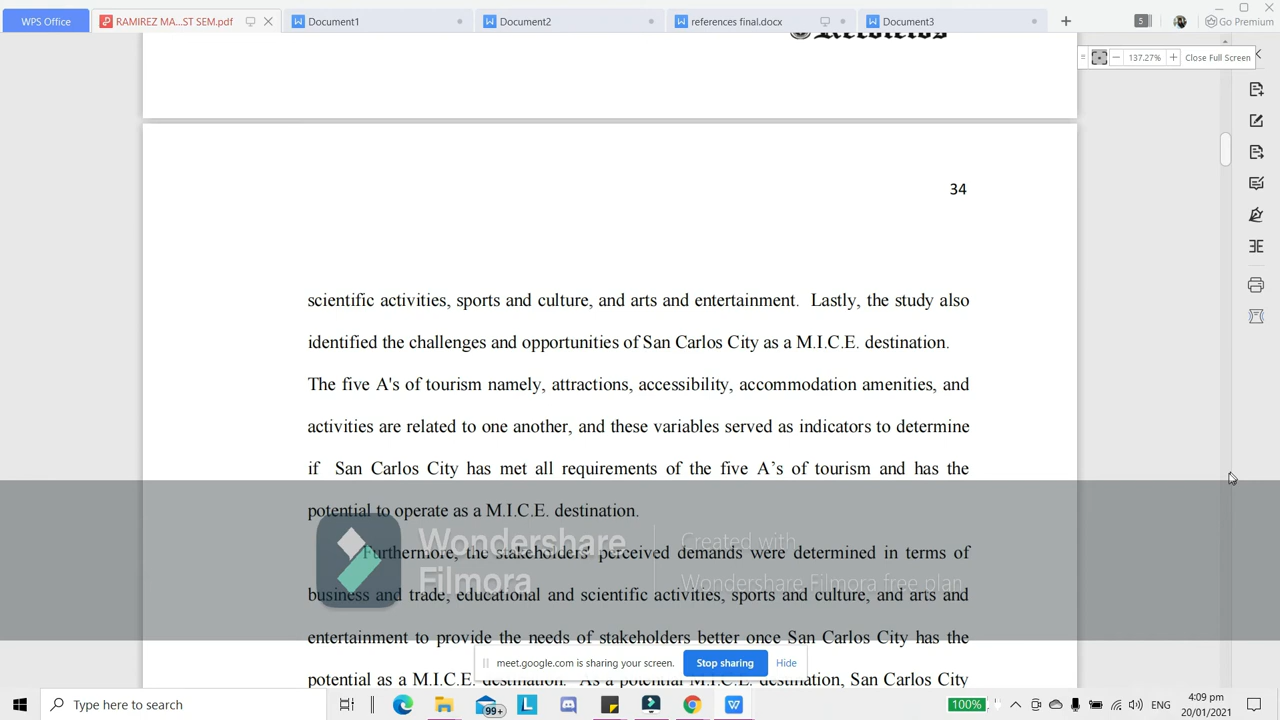 WPS Office
RAMIREZ MA...ST SEM.pdf
Document1
Document2
references final.docx
Document3
5
Go Premium
Recoletos
137.27%
Close Full Screen
34
scientific activities, sports and culture, and arts and entertainment. Lastly, the study also
identified the challenges and opportunities of San Carlos City as a M.I.C.E. destination.
The five A's of tourism namely, attractions, accessibility, accommodation amenities, and
activities are related to one another, and these variables served as indicators to determine
if San Carlos City has met all requirements of the five A’s of tourism and has the
potential to operate as a M.I.C.E. destination.
Furthermore, the stakeholders' perceived demands were determined in terms of
business and trade, educational and scientific activities, sports and culture, and arts and
entertainment to provide the needs of stakeholders better once San Carlos City has the
potential as a M.I.C.E. destination. As a potential M.I.C.E. destination, San Carlos City
Wondershare
Filmora
Created with
Wondershare Filmora free plan
meet.google.com is sharing your screen.
Stop sharing
Hide
Type here to search
99+
L
100%
ENG
4:09 pm
20/01/2021